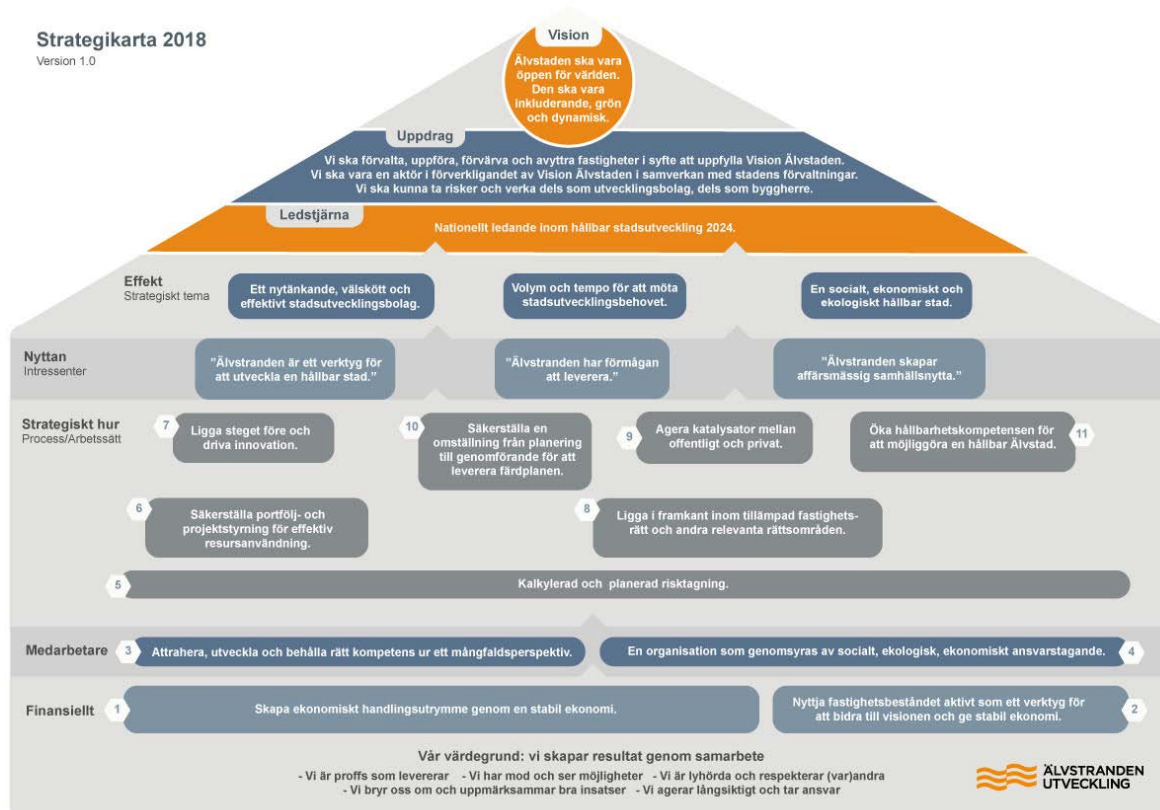 Strategikarta 2018
Version 1.0
Vision
Älvstaden ska vara
öppen för världen.
Den ska vara
inkluderande, grön
och dynamisk.
Uppdrag
Vi ska förvalta, uppföra, förvärva och avyttra fastigheter i syfte att uppfylla Vision Älvstaden.
Vi ska vara en aktör i förverkligandet av Vision Älvstaden i samverkan med stadens förvaltningar.
Vi ska kunna ta risker och verka dels som utvecklingsbolag, dels som byggherre.
Ledstjärna
Nationellt ledande inom hållbar stadsutveckling 2024.
Effekt
Strategiskt tema
Ett nytänkande, välskött och
effektivt stadsutvecklingsbolag.
Volym och tempo för att möta
stadsutvecklingsbehovet.
En socialt, ekonomiskt och
ekologiskt hållbar stad.
Nyttan
Intressenter
”Älvstranden är ett verktyg för
att utveckla en hållbar stad.”
”Älvstranden har förmågan
att leverera.”
”Älvstranden skapar
affärsmässig samhällsnytta.”
Strategiskt hur
Process/Arbetssätt
7
Ligga steget före och
driva innovation.
10
Säkerställa en
omställning från planering
till genomförande för att
leverera färdplanen.
9
Agera katalysator mellan
offentligt och privat.
Öka hållbarhetskompetensen för
att möjliggöra en hållbar Älvstad.
11
6
Säkerställa portfölj- och
projektstyrning för effektiv
resursanvändning.
8
Ligga i framkant inom tillämpad fastighets-
rätt och andra relevanta rättsområden.
5
Kalkylerad och planerad risktagning.
Medarbetare
3
Attrahera, utveckla och behålla rätt kompetens ur ett mångfaldsperspektiv.
En organisation som genomsyras av socialt, ekologisk, ekonomiskt ansvarstagande.
4
Finansiellt
1
Skapa ekonomiskt handlingsutrymme genom en stabil ekonomi.
Nyttja fastighetsbeståndet aktivt som ett verktyg för
att bidra till visionen och ge stabil ekonomi.
2
Vår värdegrund: vi skapar resultat genom samarbete
- Vi är proffs som levererar - Vi har mod och ser möjligheter - Vi är lyhörda och respekterar (var)andra
- Vi bryr oss om och uppmärksammar bra insatser - Vi agerar långsiktigt och tar ansvar
ÄLVSTRANDEN
UTVECKLING